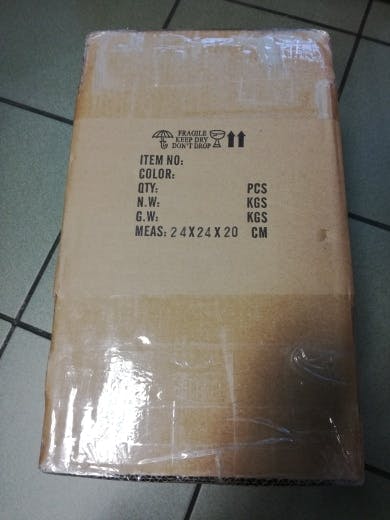 FRAGILE
KEEP DRY
DON'T DROP
ITEM NO:
COLOR:
QTY: PCS
N.W: KGS
G.W: KGS
MEAS: 24X24X20 CM